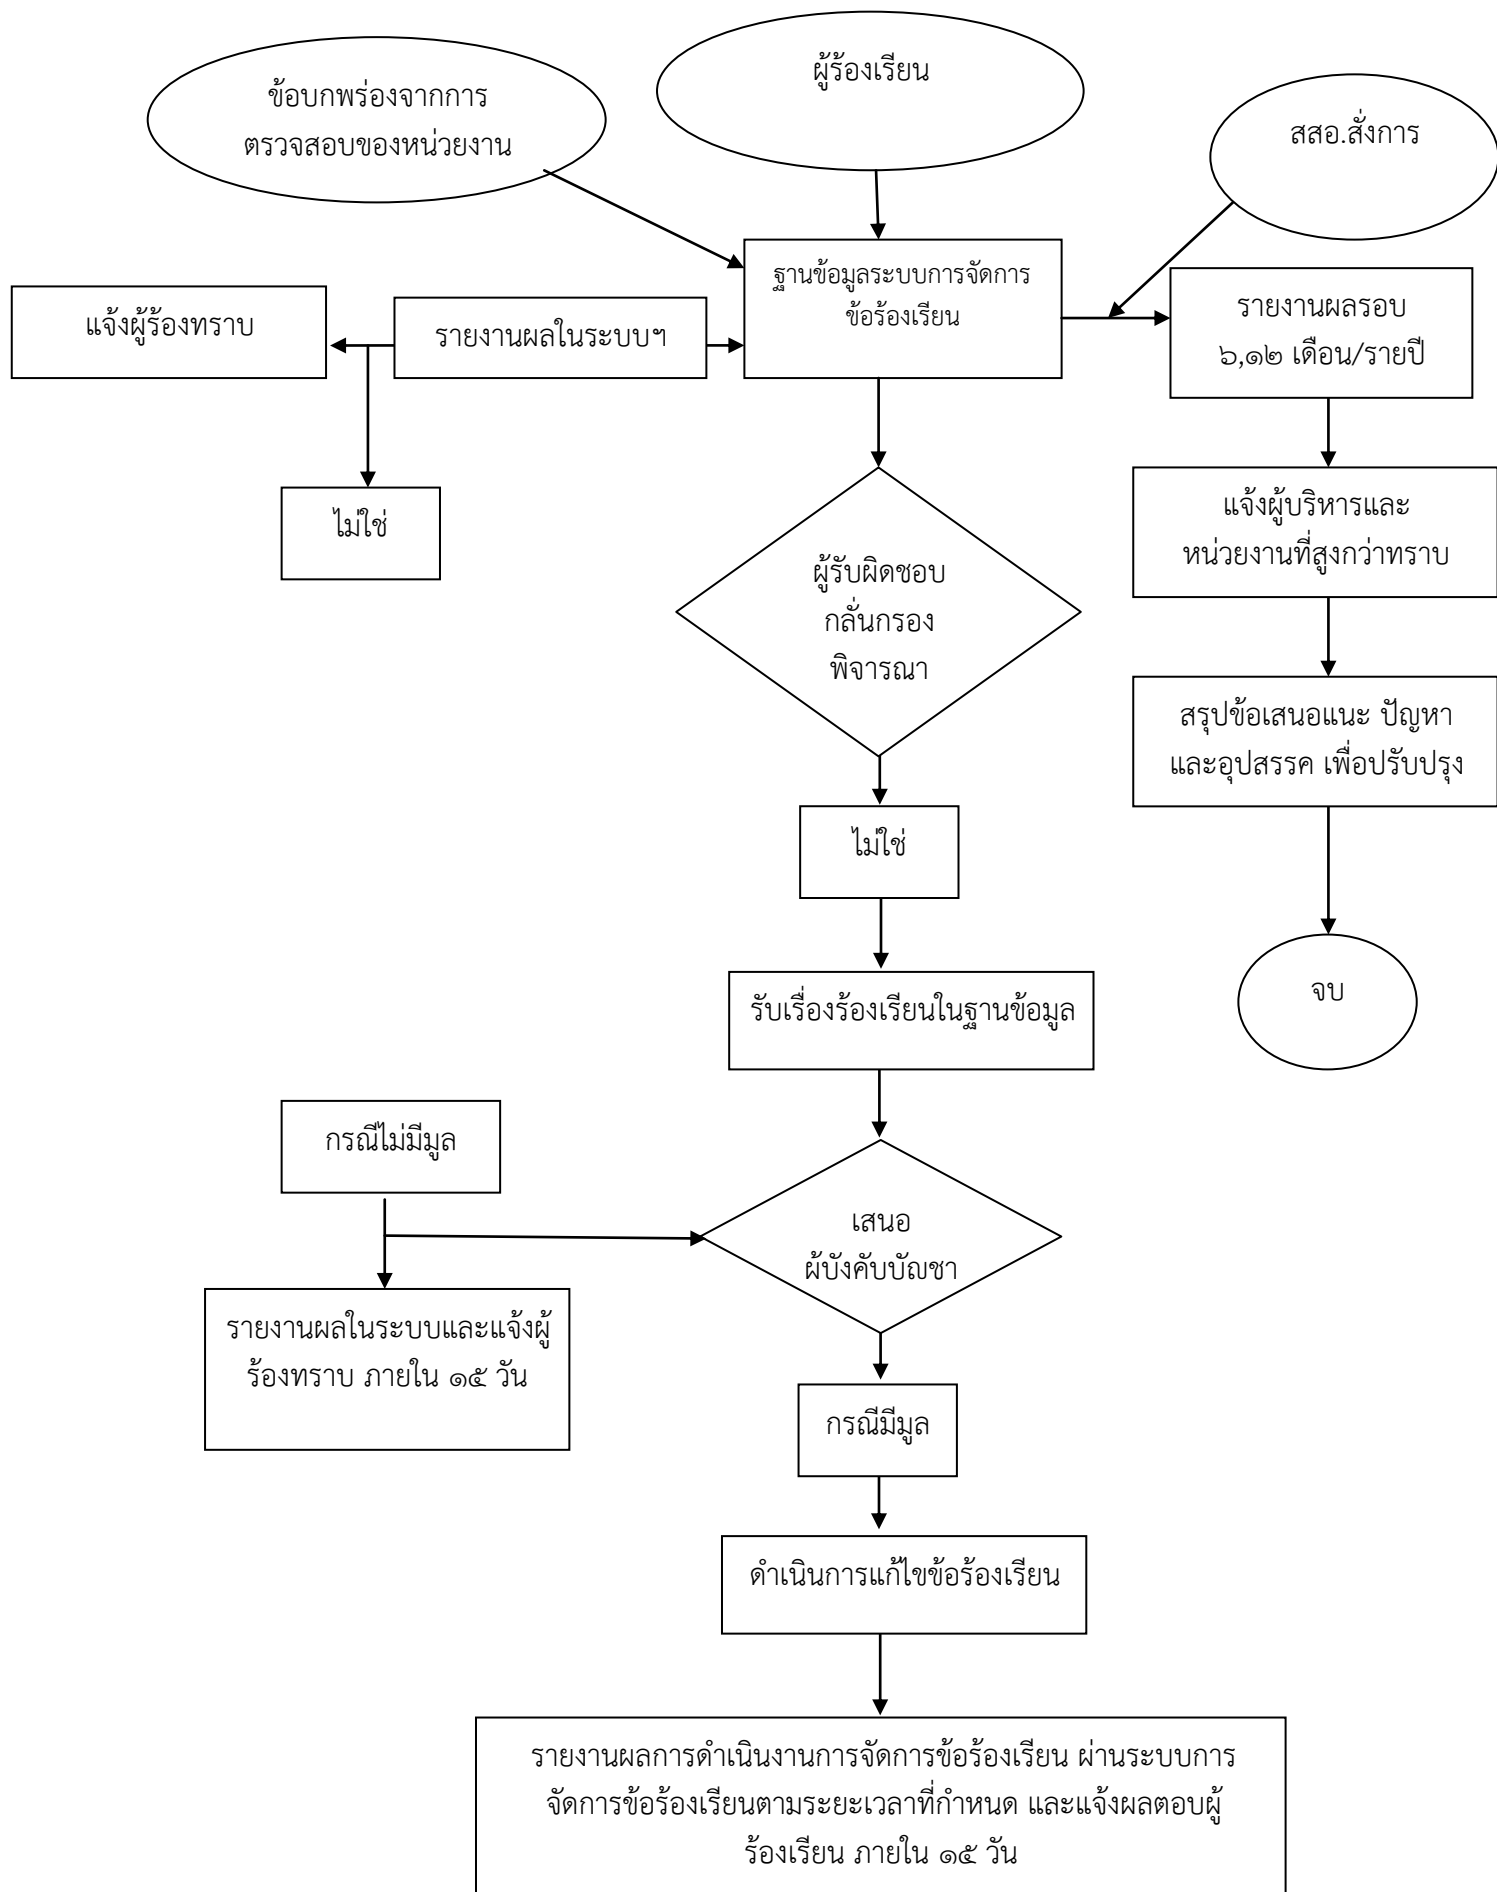 ข้อบกพร่องจากการ
ตรวจสอบของหน่วยงาน
ผู้ร้องเรียน
สสอ.สั่งการ
ฐานข้อมูลระบบการจัดการ
ข้อร้องเรียน
แจ้งผู้ร้องทราบ
รายงานผลในระบบฯ
รายงานผลรอบ
๖,๑๒ เดือน/รายปี
ไม่ใช่
แจ้งผู้บริหารและ
หน่วยงานที่สูงกว่าทราบ
ผู้รับผิดชอบ
กลั่นกรอง
พิจารณา
สรุปข้อเสนอแนะ ปัญหา
และอุปสรรค เพื่อปรับปรุง
ไม่ใช่
จบ
รับเรื่องร้องเรียนในฐานข้อมูล
กรณีไม่มีมูล
เสนอ
ผู้บังคับบัญชา
รายงานผลในระบบและแจ้งผู้
ร้องทราบ ภายใน ๑๕ วัน
กรณีมีมูล
ดำเนินการแก้ไขข้อร้องเรียน
รายงานผลการดำเนินงานการจัดการข้อร้องเรียน ผ่านระบบการ
จัดการข้อร้องเรียนตามระยะเวลาที่กำหนด และแจ้งผลตอบผู้
ร้องเรียน ภายใน ๑๕ วัน